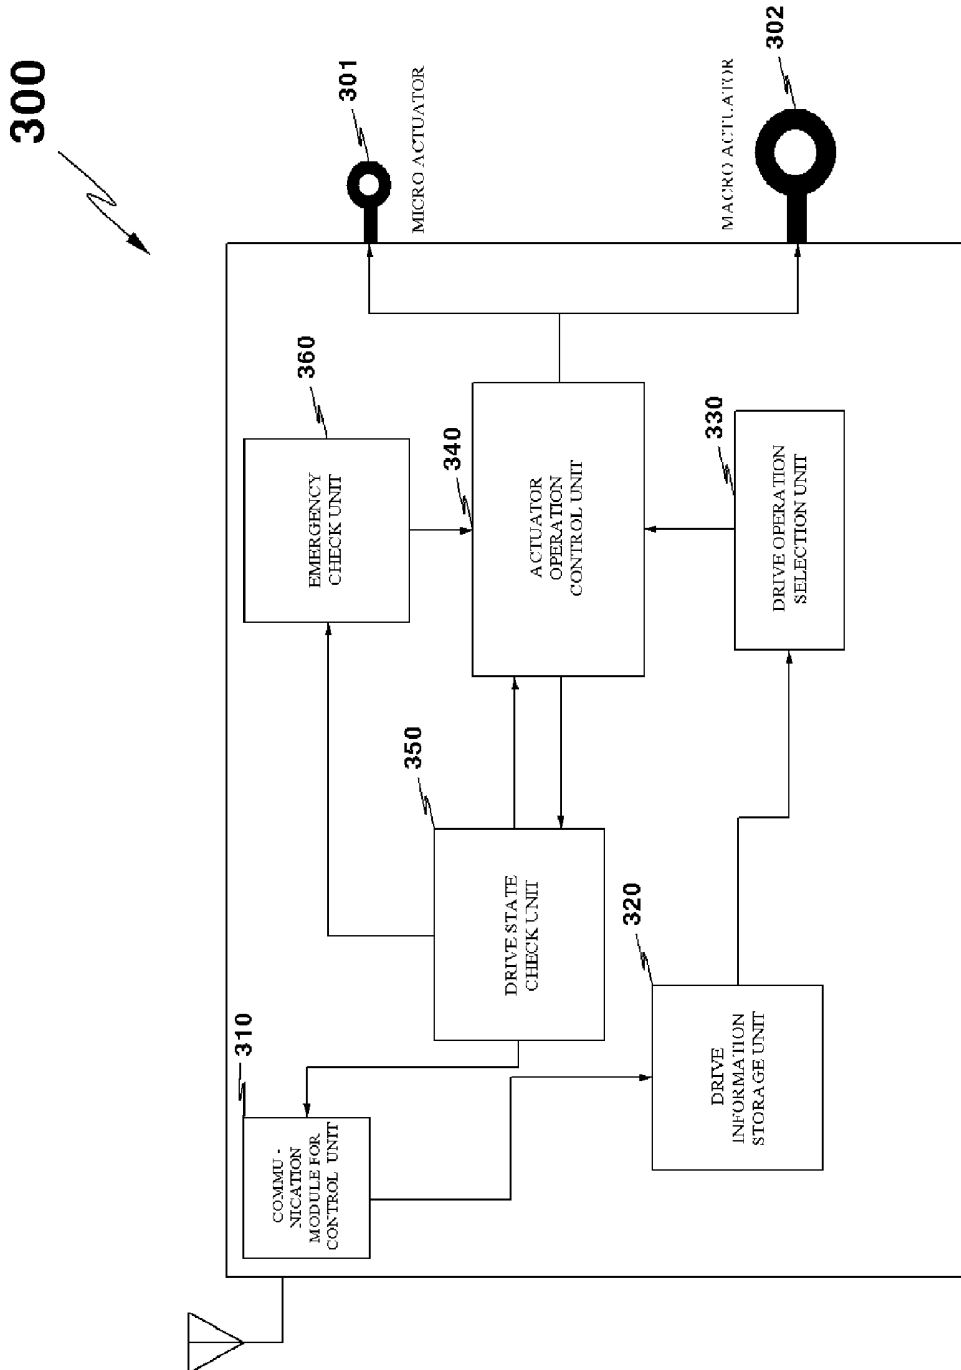 300
301
MICRO ACTUATOR
302
MACRO ACTUATOR
360
EMERGENCY
CHECK UNIT
340
ACTUATOR
OPERATION
CONTROL UNIT
330
DRIVE OPERATION
SELECTION UNIT
350
DRIVE STATE
CHECK UNIT
320
DRIVE
INFORMATION
STORAGE UNIT
310
COMMU -
NICATION
MODULE FOR
CONTROL UNIT